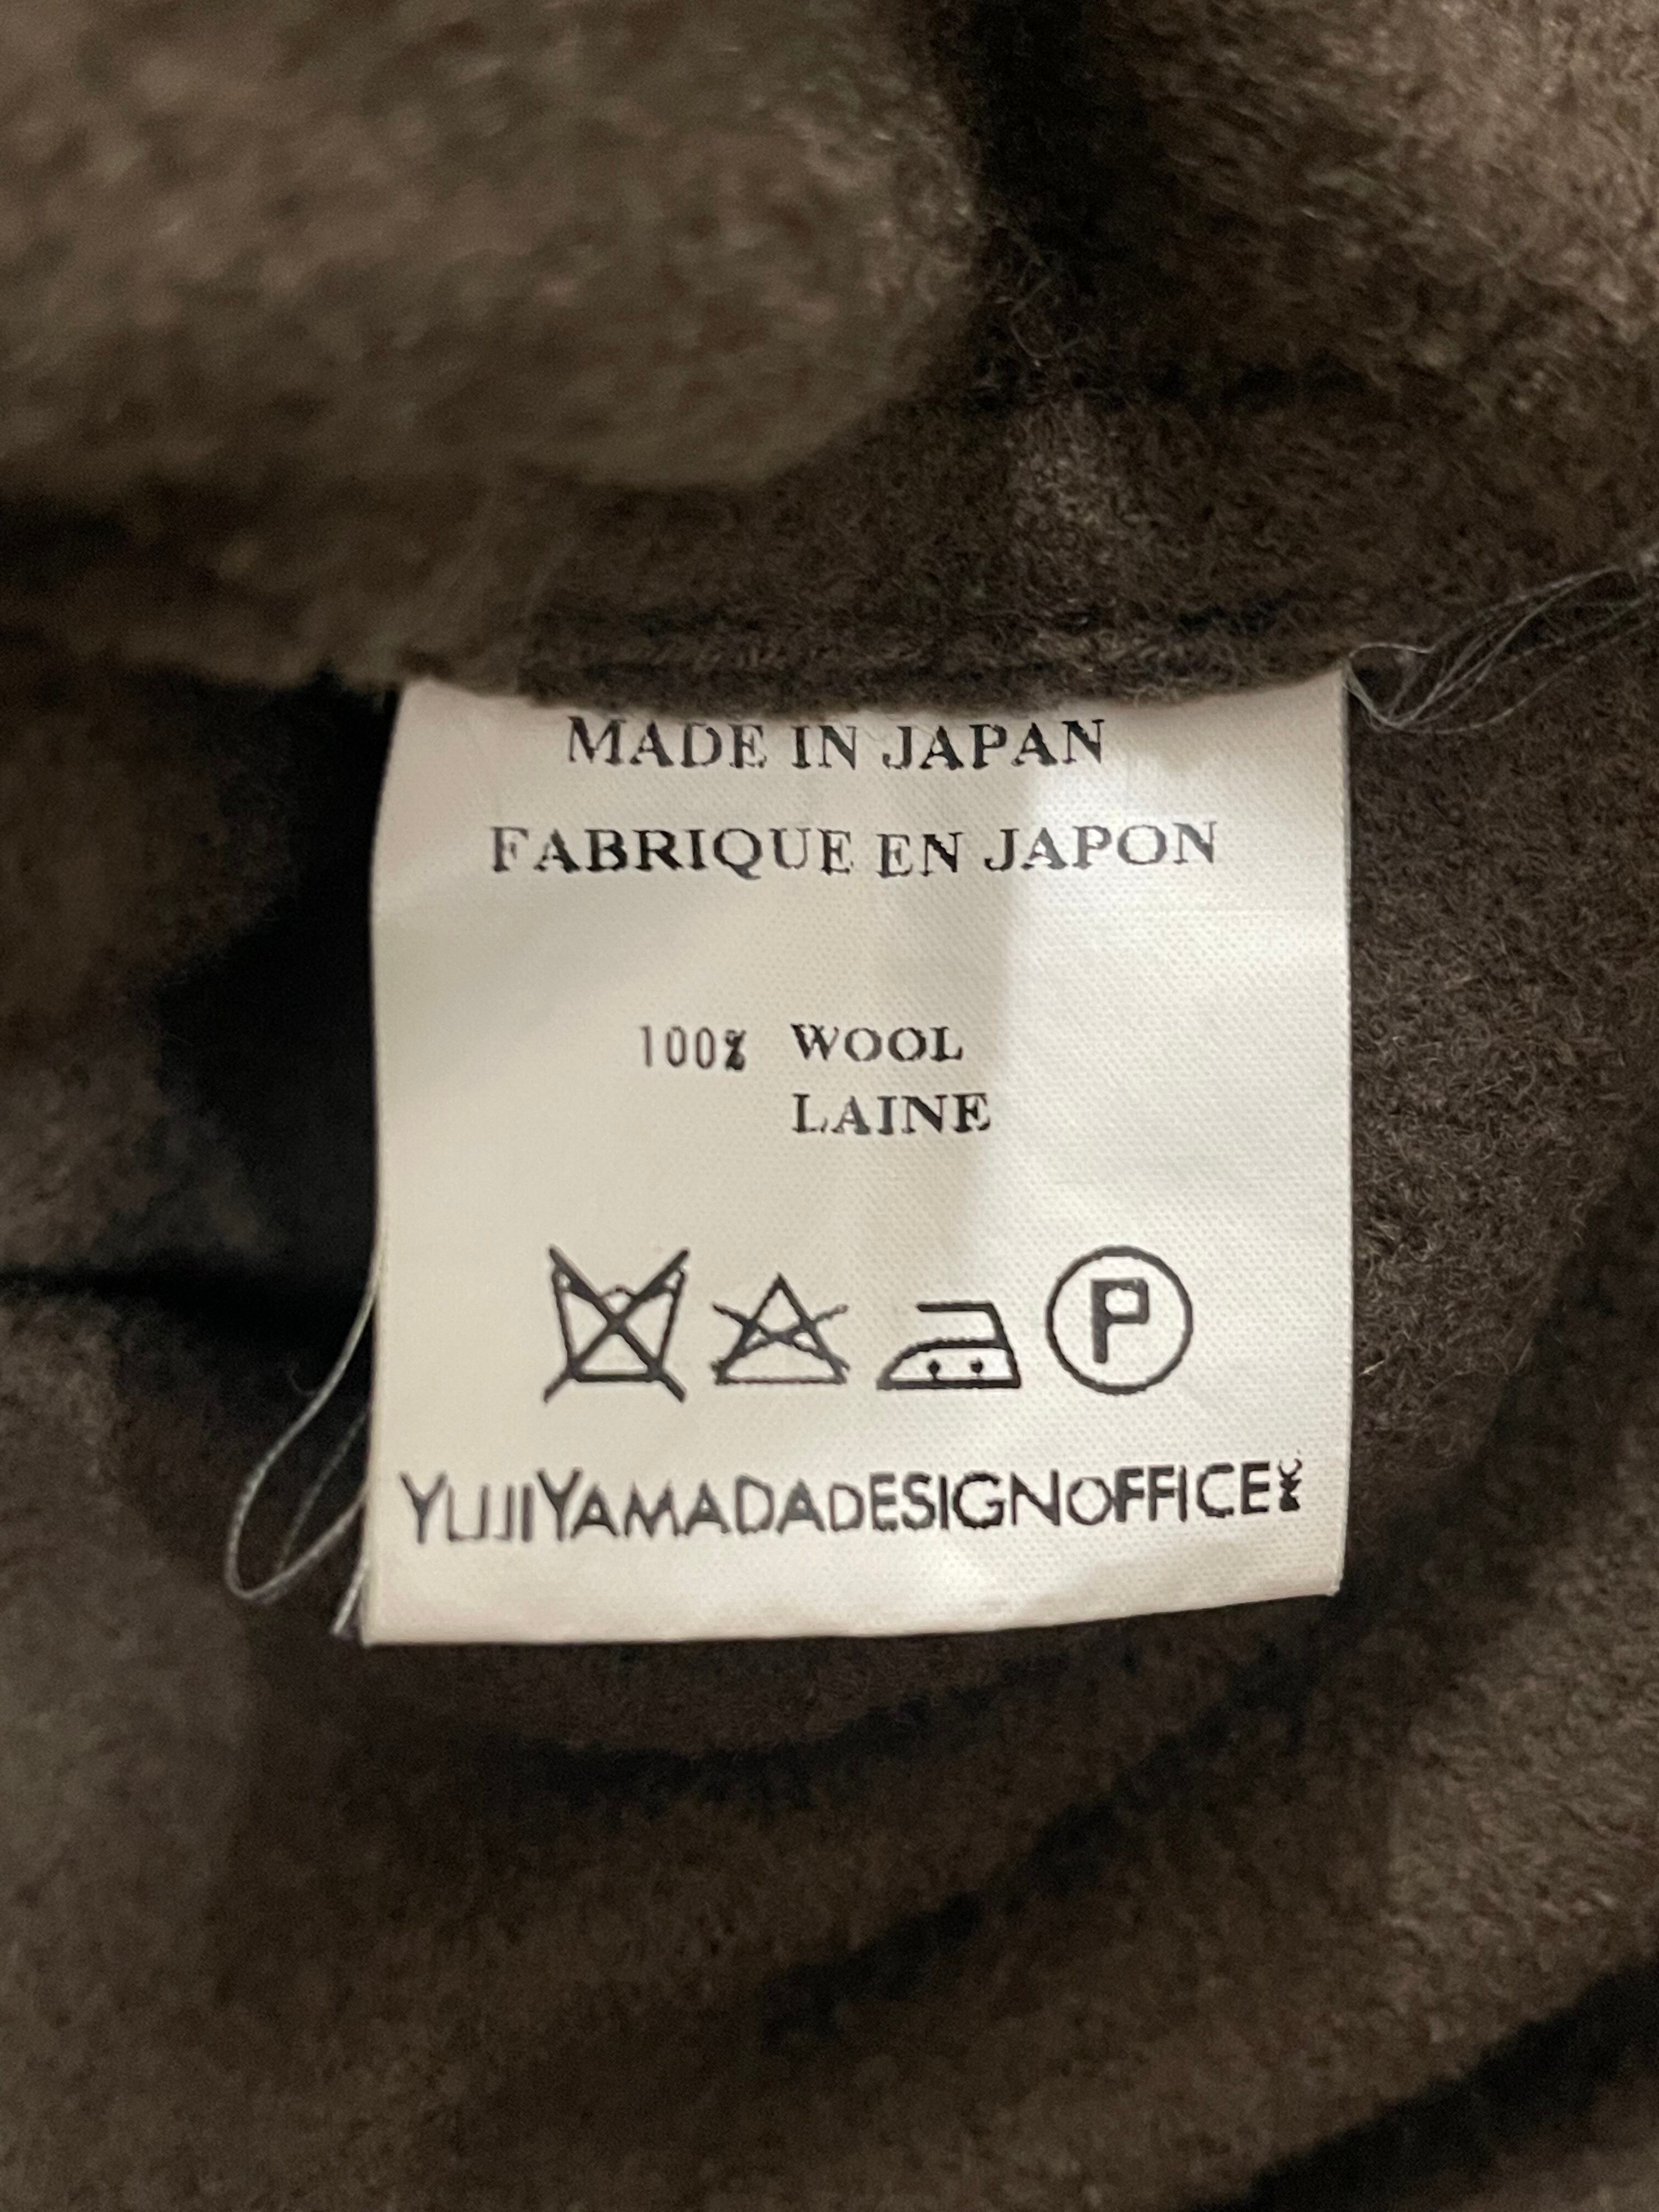 MADE IN JAPAN
FABRIQUE EN JAPON
100% WOOL
LAINE
P
YUJIYAMADADESIGNOFFICE